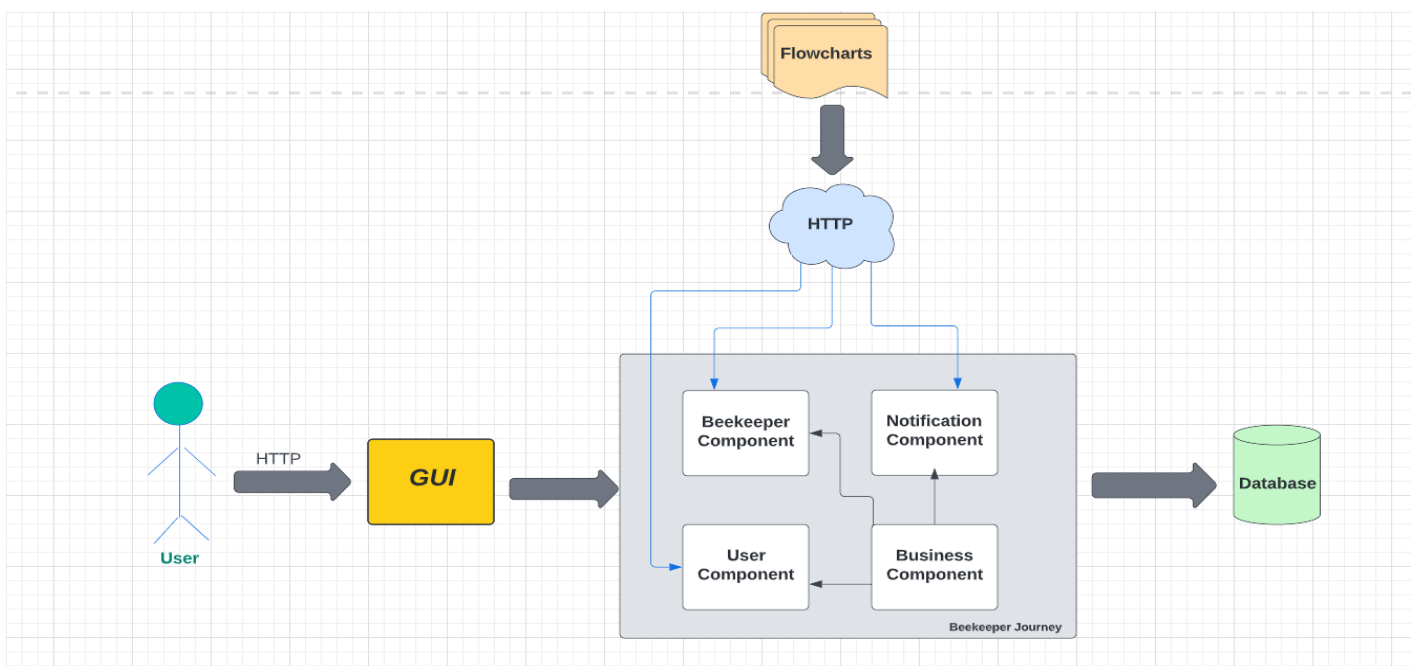 Flowcharts
HTTP
Beekeeper
Component
Notification
Component
HTTP
GUI
Database
User
Component
Business
Component
User
Beekeeper Journey